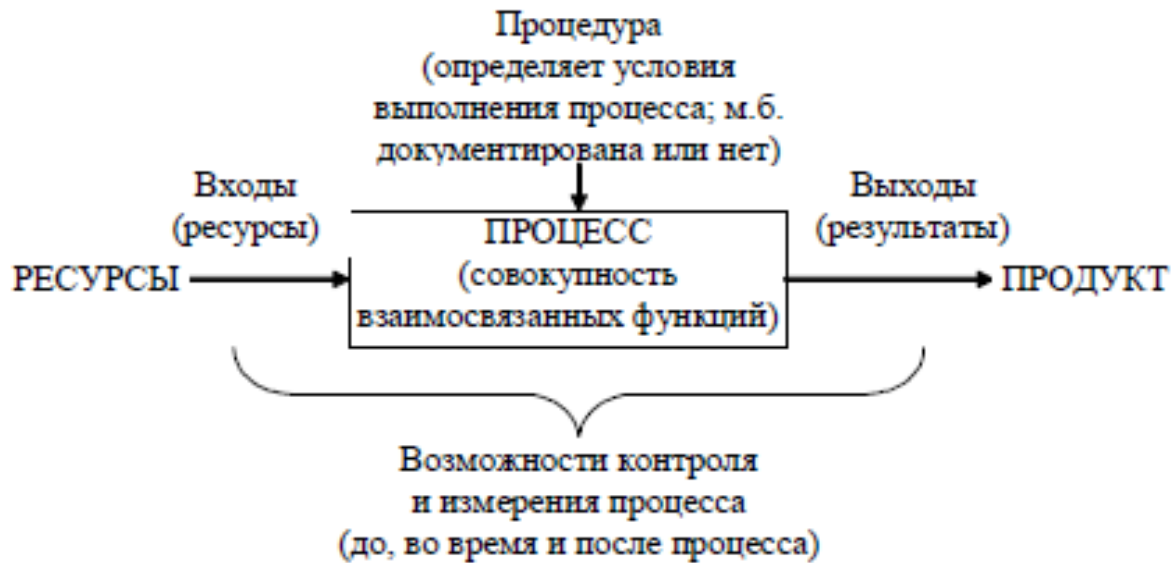 Процедура
(определяет условия
выполнения процесса; м.б.
документирована или нет)
Входы
(ресурсы)
Выходы
(результаты)
РЕСУРСЫ
ПРОЦЕСС
(совокупность
взаимосвязанных функций)
ПРОДУКТ
Возможности контроля
и измерения процесса
(до, во время и после процесса)